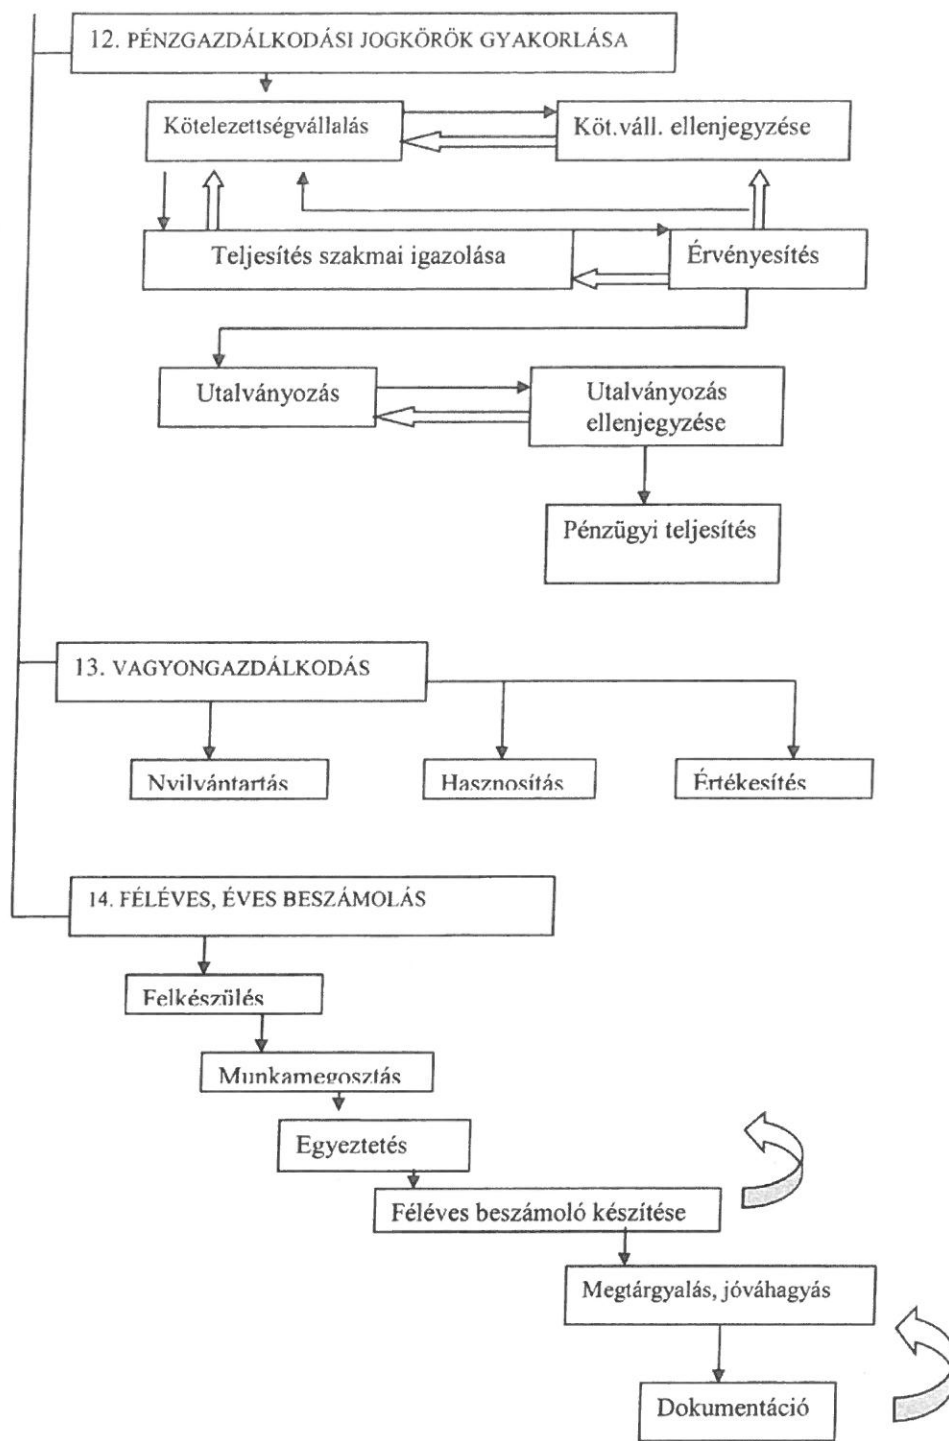 12. PÉNZGAZDÁLKODÁSI JOGKÖRÖK GYAKORLÁSA
Kötelezettségvállalás
Köt.váll. ellenjegyzése
Teljesítés szakmai igazolása
Érvényesítés
Utalványozás
Utalványozás
ellenjegyzése
Pénzügyi teljesítés
13. VAGYONGAZDÁLKODÁS
Nyilvántartás
Hasznosítás
Értékesítés
14. FÉLÉVES, ÉVES BESZÁMOLÁS
Felkészülés
Munkamegosztás
Egyeztetés
Féléves beszámoló készítése
Megtárgyalás, jóváhagyás
Dokumentáció